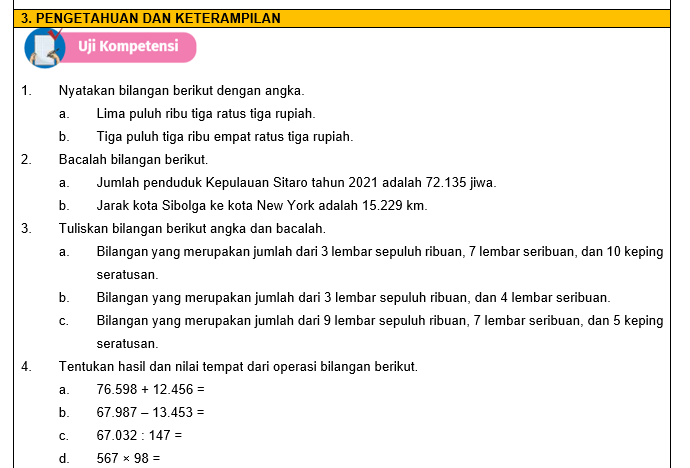 3. PENGETAHUAN DAN KETERAMPILAN
Uji Kompetensi
1. Nyatakan bilangan berikut dengan angka.
a. Lima puluh ribu tiga ratus tiga rupiah.
b. Tiga puluh tiga ribu empat ratus tiga rupiah.
2. Bacalah bilangan berikut.
a. Jumlah penduduk Kepulauan Sitaro tahun 2021 adalah 72.135 jiwa.
b. Jarak kota Sibolga ke kota New York adalah 15.229 km.
3. Tuliskan bilangan berikut angka dan bacalah.
a. Bilangan yang merupakan jumlah dari 3 lembar sepuluh ribuan, 7 lembar seribuan, dan 10 keping
seratusan.
b. Bilangan yang merupakan jumlah dari 3 lembar sepuluh ribuan, dan 4 lembar seribuan.
c. Bilangan yang merupakan jumlah dari 9 lembar sepuluh ribuan, 7 lembar seribuan, dan 5 keping
seratusan.
4. Tentukan hasil dan nilai tempat dari operasi bilangan berikut.
a. 76.598 + 12.456 =
b. 67.987 – 13.453 =
c. 67.032 : 147 =
d. 567 × 98 =